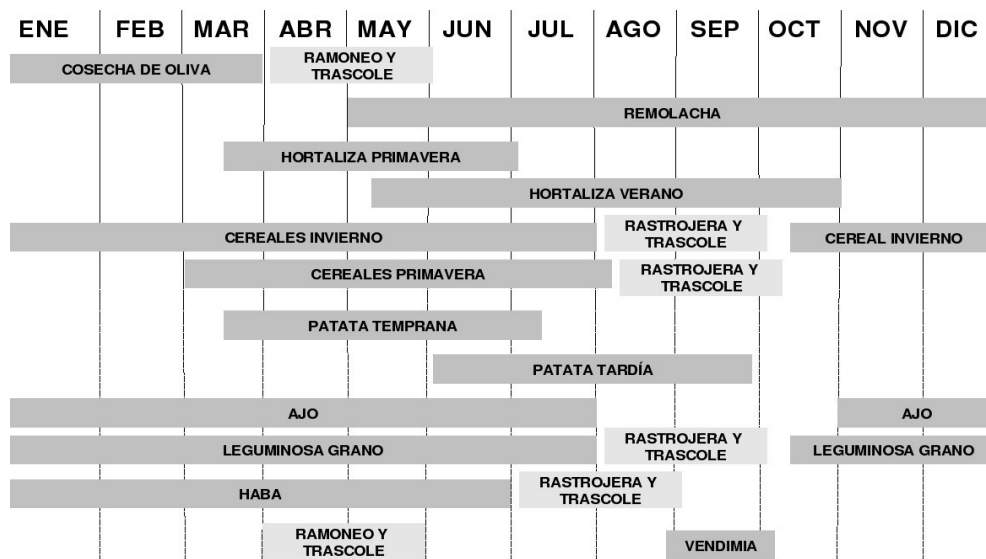 ENE FEB MAR ABR MAY JUN JUL AGO SEP OCT NOV DIC
COSECHA DE OLIVA
RAMONEO Y
TRASCOLE
REMOLACHA
HORTALIZA PRIMAVERA
HORTALIZA VERANO
CEREALES INVIERNO
RASTROJERA Y
TRASCOLE
CEREAL INVIERNO
CEREALES PRIMAVERA
RASTROJERA Y
TRASCOLE
PATATA TEMPRANA
PATATA TARDÍA
AJO
AJO
LEGUMINOSA GRANO
RASTROJERA Y
TRASCOLE
LEGUMINOSA GRANO
HABA
RASTROJERA Y
TRASCOLE
RAMONEO Y
TRASCOLE
VENDIMIA